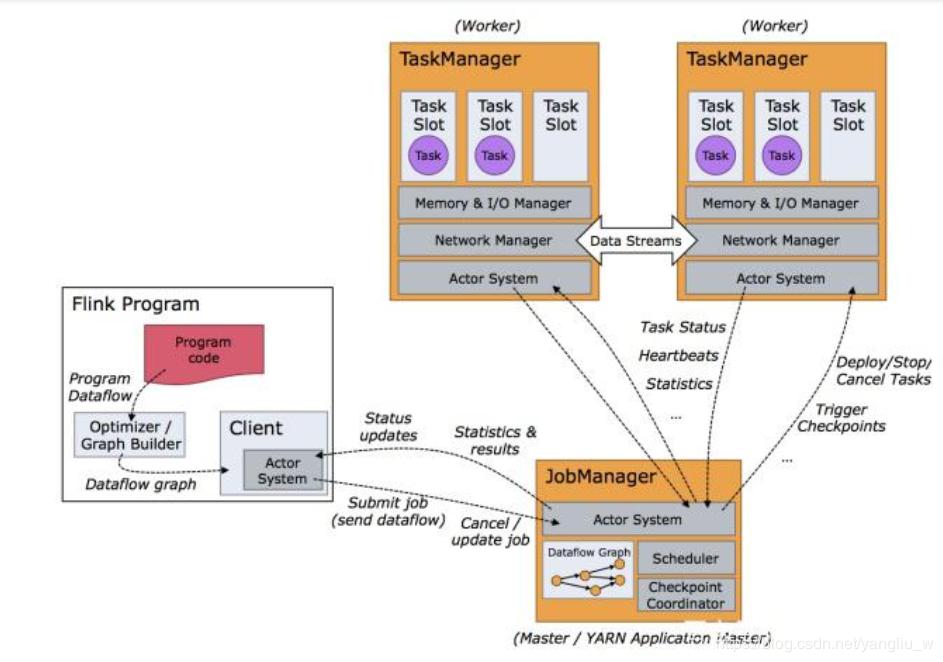 (Worker)
(Worker)
TaskManager
Task
Slot
Task
Task
Slot
Task
Task
Slot
Memory & I/O Manager
Network Manager
Actor System
Data Streams
TaskManager
Task
Slot
Task
Task
Slot
Task
Task
Slot
Memory & I/O Manager
Network Manager
Actor System
Flink Program
Program
code
Program
Dataflow
Optimizer /
Graph Builder
Dataflow graph
Client
Actor
System
Status
updates
Statistics &
results
Submit job
(send dataflow)
Cancel /
update job
Task Status
Heartbeats
Statistics
...
Deploy/Stop/
Cancel Tasks
Trigger
Checkpoints
...
JobManager
Actor System
Dataflow Graph
Scheduler
Checkpoint
Coordinator
(Master / YARN Application Master)
https://blog.csdn.net/yangliu_w